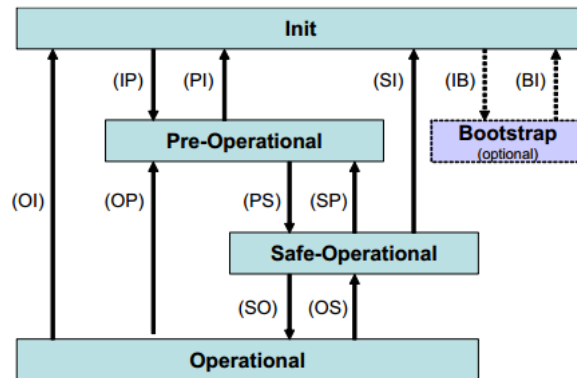 Init
(IP)
(PI)
(SI)
(IB)
(BI)
Pre-Operational
Bootstrap
(optional)
(OI)
(OP)
(PS)
(SP)
Safe-Operational
(SO)
(OS)
Operational